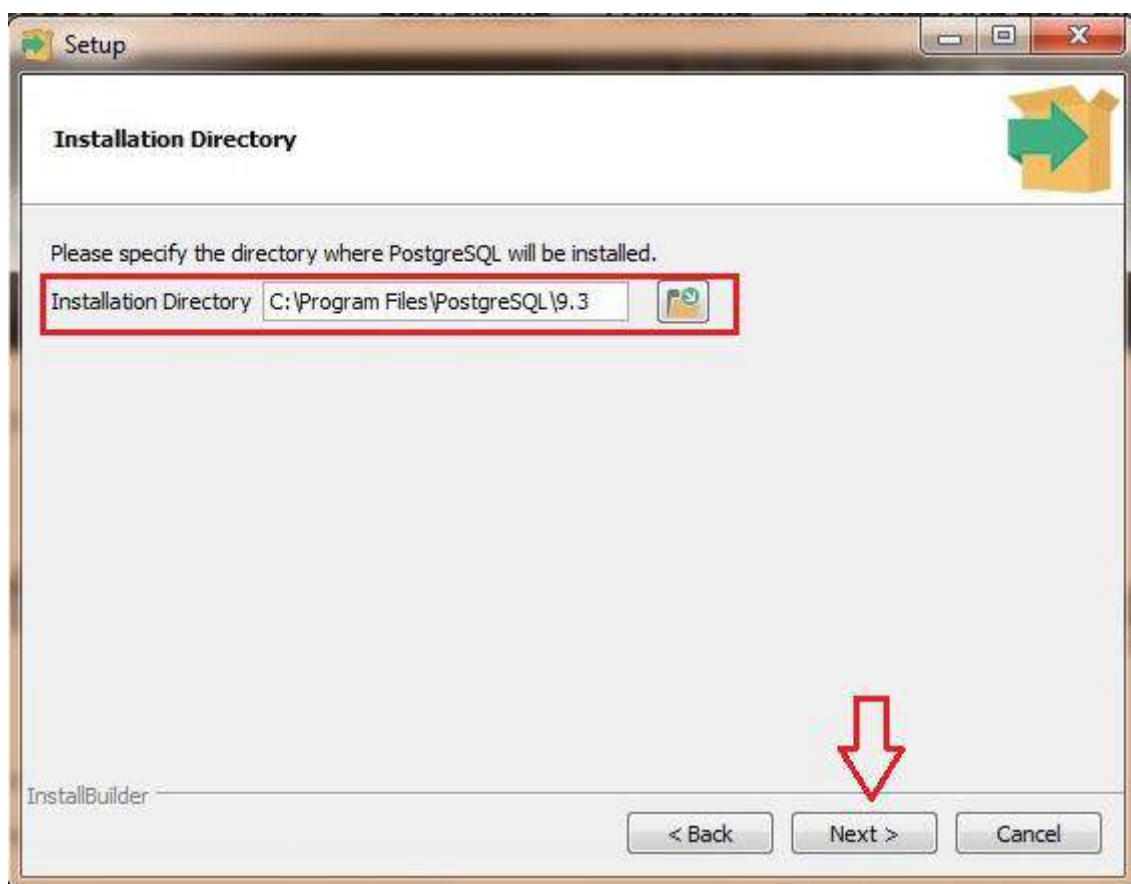 Setup
Installation Directory
Please specify the directory where PostgreSQL will be installed.
Installation Directory C:\Program Files\PostgreSQL\9.3
InstallBuilder
< Back Next > Cancel